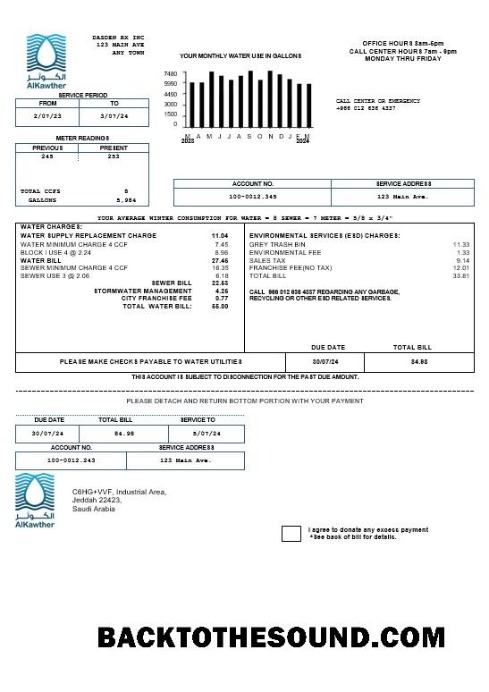 DASDEN RX INC
123 MAIN AVE
ANY TOWN
الكوثر
AlKawther
YOUR MONTHLY WATER USE IN GALLONS
7480
5950
4490
3000
1500
0
M A M J J A S O N D J F M
2023 2024
OFFICE HOURS 8am-5pm
CALL CENTER HOURS 7am - 9pm
MONDAY THRU FRIDAY
CALL CENTER OR EMERGENCY
+966 012 636 4337
SERVICE PERIOD
FROM TO
2/07/23 3/07/24
METER READINGS
PREVIOUS PRESENT
245 253
TOTAL CCFS 8
GALLONS 5,984
ACCOUNT NO. SERVICE ADDRESS
100-0012.345 123 Main Ave.
YOUR AVERAGE WINTER CONSUMPTION FOR WATER = 8 SEWER = 7 METER = 5/8 x 3/4"
WATER CHARGES:
WATER SUPPLY REPLACEMENT CHARGE 11.04
WATER MINIMUM CHARGE 4 CCF 7.45
BLOCK I USE 4 @ 2.24 8.96
WATER BILL 27.45
SEWER MINIMUM CHARGE 4 CCF 16.35
SEWER USE 3 @ 2.06 6.18
SEWER BILL 22.53
STORMWATER MANAGEMENT 4.25
CITY FRANCHISE FEE 0.77
TOTAL WATER BILL: 55.00
ENVIRONMENTAL SERVICES (ESD) CHARGES:
GREY TRASH BIN 11.33
ENVIRONMENTAL FEE 1.33
SALES TAX 9.14
FRANCHISE FEE(NO TAX) 12.01
TOTAL BILL 33.81
CALL 966 012 636 4337 REGARDING ANY GARBAGE,
RECYCLING OR OTHER ESD RELATED SERVICES.
DUE DATE TOTAL BILL
PLEASE MAKE CHECKS PAYABLE TO WATER UTILITIES 30/07/24 84.98
THIS ACCOUNT IS SUBJECT TO DISCONNECTION FOR THE PAST DUE AMOUNT.
PLEASE DETACH AND RETURN BOTTOM PORTION WITH YOUR PAYMENT
DUE DATE TOTAL BILL SERVICE TO
30/07/24 84.98 5/07/24
ACCOUNT NO. SERVICE ADDRESS
100-0012.243 123 Main Ave.
الكوثر
AlKawther
C6HG+VVF, Industrial Area,
Jeddah 22423,
Saudi Arabia
I agree to donate any excess payment
*See back of bill for details.
BACKTOTHESOUND.COM